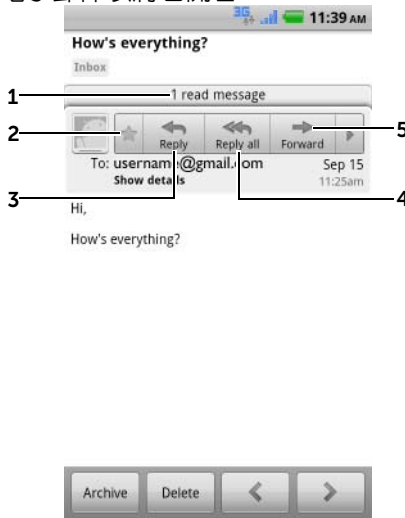 3G 11:39 AM
How's everything?
Inbox
1 1 read message
2 Reply Reply all Forward 5
To: username@gmail.com Sep 15
3 Show details 11:25am 4
Hi,
How's everything?
Archive Delete